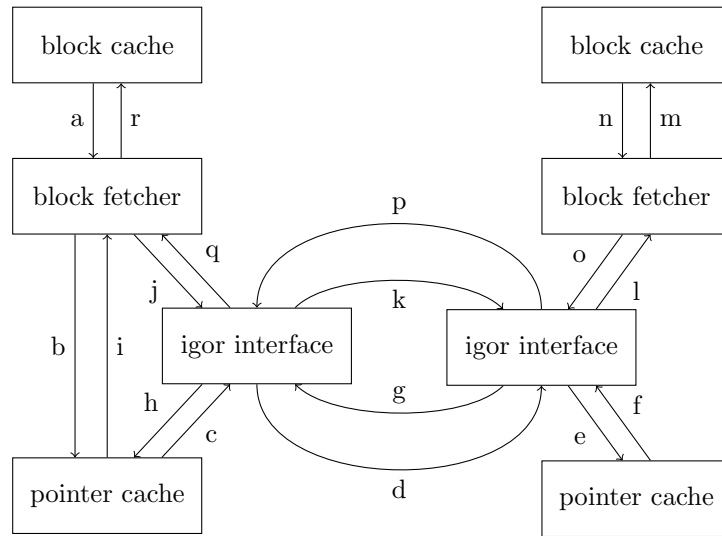 block cache
block cache
a
r
n
m
block fetcher
block fetcher
p
q
o
j
k
l
b
i
igor interface
igor interface
h
g
f
c
e
d
pointer cache
pointer cache